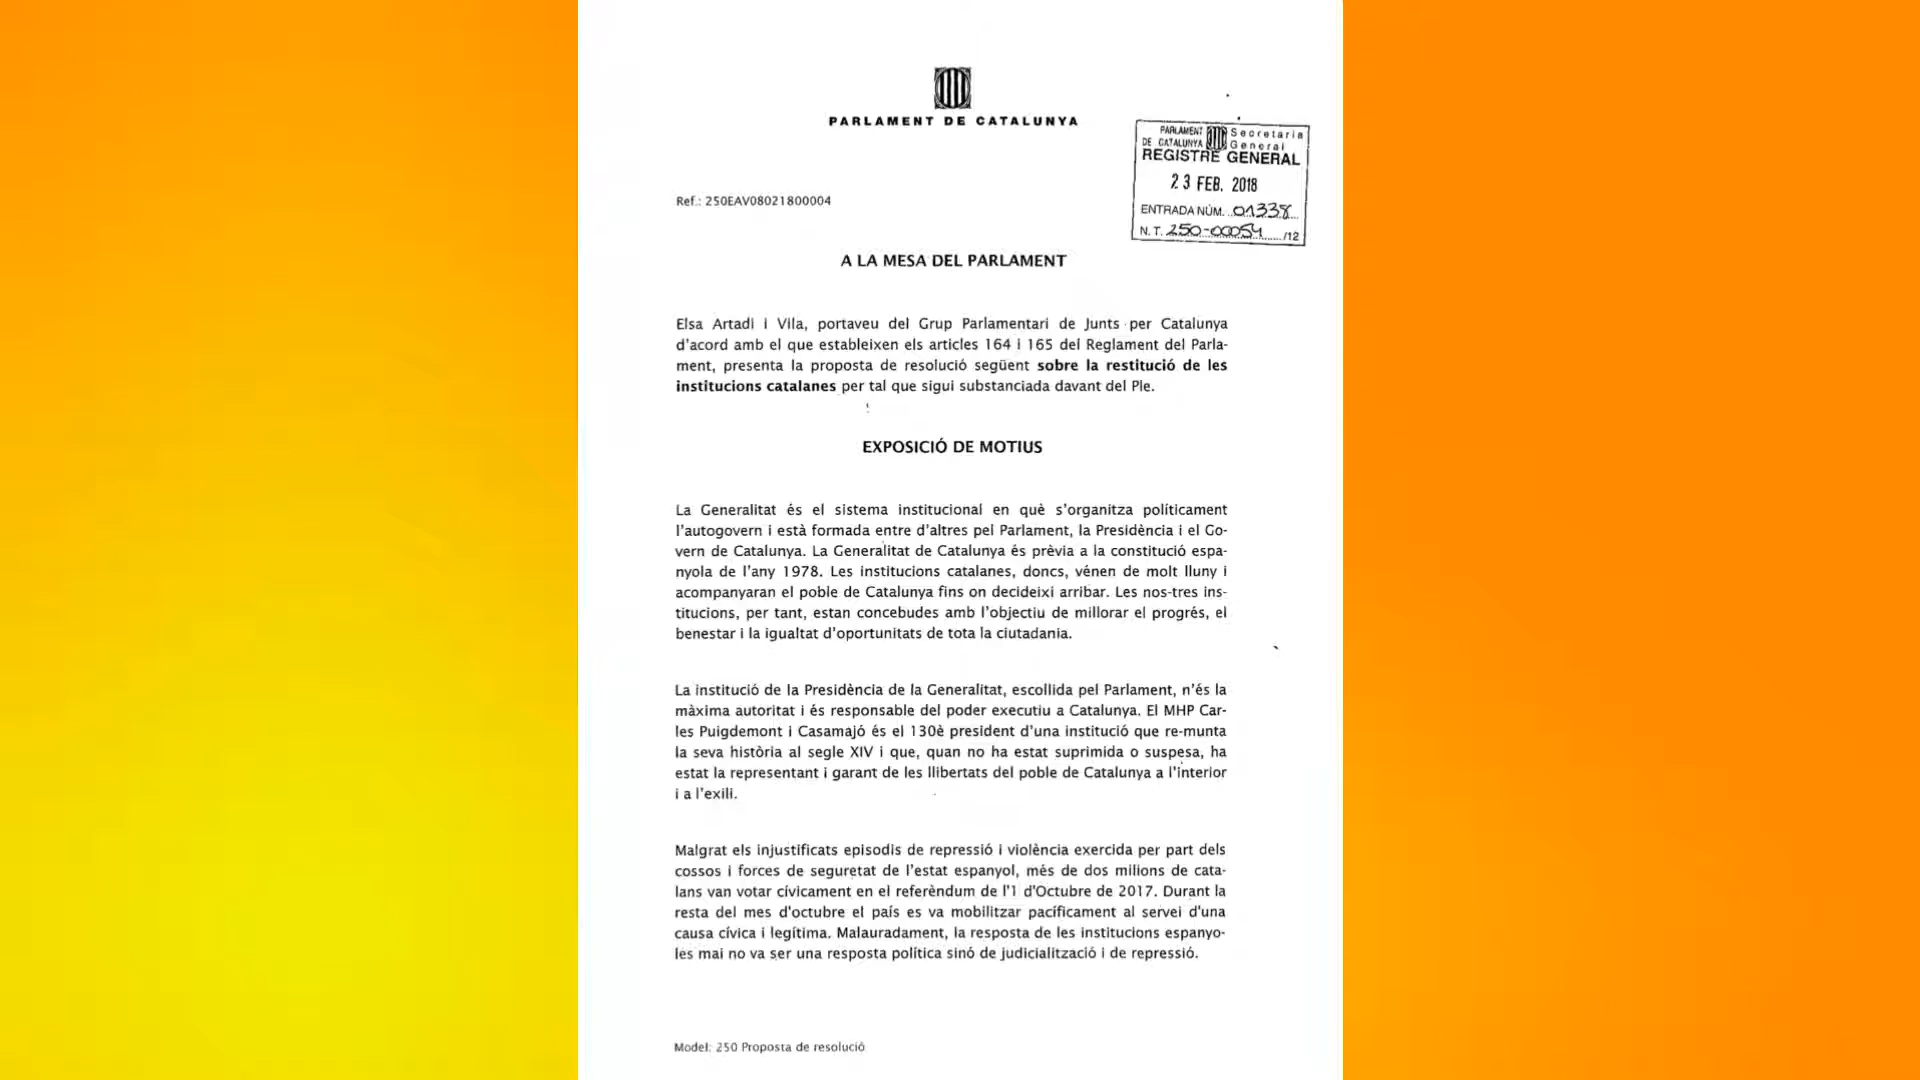 PARLAMENT DE CATALUNYA
PARLAMENT DE CATALUNYA Secretaria General
REGISTRE GENERAL
23 FEB. 2018
ENTRADA NÚM. 01338
N. T. 250-00054 /12
Ref.: 250EAV08021800004
A LA MESA DEL PARLAMENT
Elsa Artadi i Vila, portaveu del Grup Parlamentari de Junts per Catalunya
d'acord amb el que estableixen els articles 164 i 165 del Reglament del Parla-
ment, presenta la proposta de resolució següent sobre la restitució de les
institucions catalanes per tal que sigui substanciada davant del Ple.
EXPOSICIÓ DE MOTIUS
La Generalitat és el sistema institucional en què s'organitza políticament
l'autogovern i està formada entre d'altres pel Parlament, la Presidència i el Go-
vern de Catalunya. La Generalitat de Catalunya és prèvia a la constitució espa-
nyola de l'any 1978. Les institucions catalanes, doncs, vénen de molt lluny i
acompanyaran el poble de Catalunya fins on decideixi arribar. Les nos-tres ins-
titucions, per tant, estan concebudes amb l'objectiu de millorar el progrés, el
benestar i la igualtat d'oportunitats de tota la ciutadania.
La institució de la Presidència de la Generalitat, escollida pel Parlament, n'és la
màxima autoritat i és responsable del poder executiu a Catalunya. El MHP Car-
les Puigdemont i Casamajó és el 130è president d'una institució que re-munta
la seva història al segle XIV i que, quan no ha estat suprimida o suspesa, ha
estat la representant i garant de les llibertats del poble de Catalunya a l'interior
i a l'exili.
Malgrat els injustificats episodis de repressió i violència exercida per part dels
cossos i forces de seguretat de l'estat espanyol, més de dos milions de cata-
lans van votar cívicament en el referèndum de l'1 d'Octubre de 2017. Durant la
resta del mes d'octubre el país es va mobilitzar pacíficament al servei d'una
causa cívica i legítima. Malauradament, la resposta de les institucions espanyo-
les mai no va ser una resposta política sinó de judicialització i de repressió.
Model: 250 Proposta de resolució